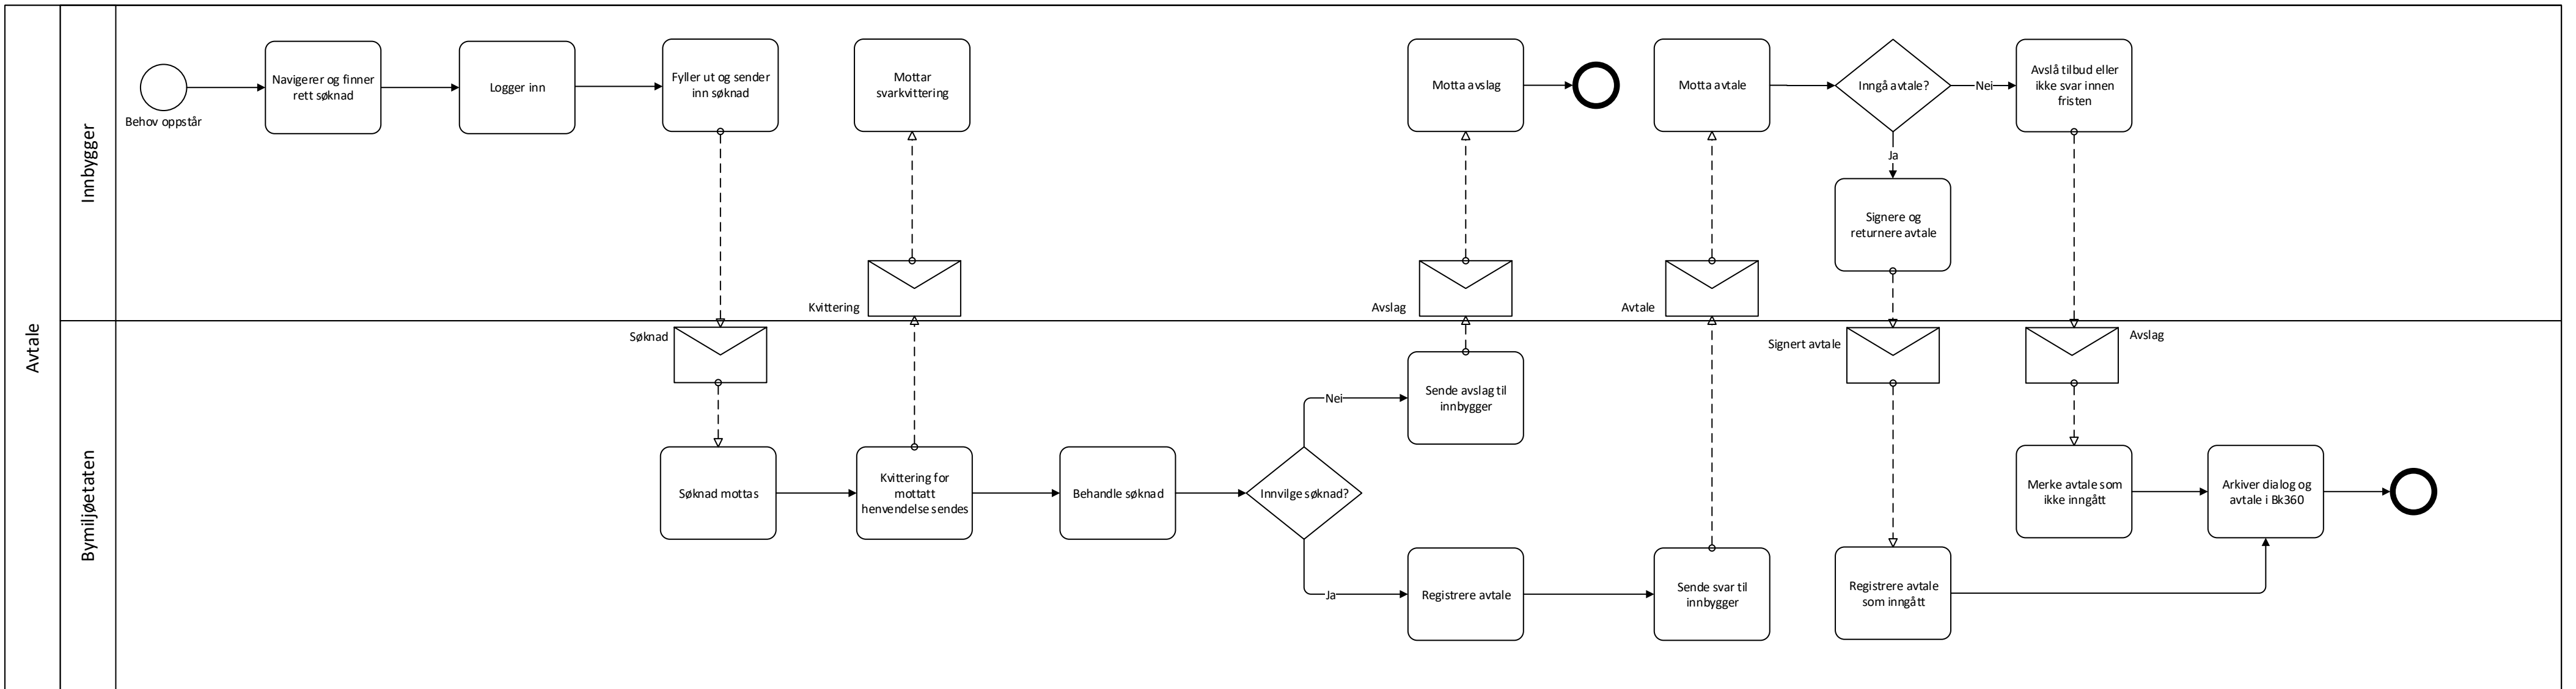 Avtale
Innbygger
Behov oppstår
Navigerer og finner
rett søknad
Logger inn
Fyller ut og sender
inn søknad
Mottar
svarkvittering
Motta avslag
Motta avtale
Inngå avtale?
Nei
Avslå tilbud eller
ikke svar innen
fristen
Ja
Signere og
returnere avtale
Kvittering
Avslag
Avtale
Bymiljøetaten
Søknad
Signert avtale
Avslag
Søknad mottas
Kvittering for
mottatt
henvendelse sendes
Behandle søknad
Innvilge søknad?
Nei
Sende avslag til
innbygger
Ja
Registrere avtale
Sende svar til
innbygger
Registrere avtale
som inngått
Merke avtale som
ikke inngått
Arkiver dialog og
avtale i Bk360